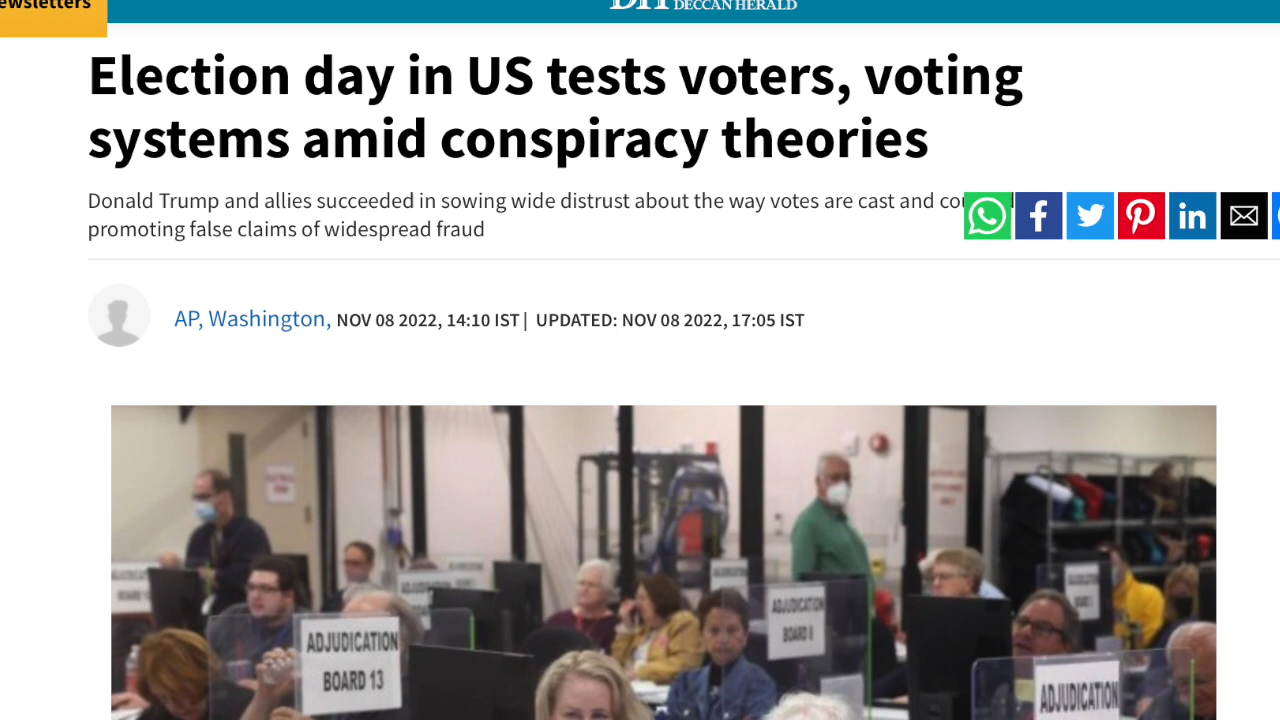 ewsletters
DH DECCAN HERALD
Election day in US tests voters, voting
systems amid conspiracy theories
Donald Trump and allies succeeded in sowing wide distrust about the way votes are cast and
promoting false claims of widespread fraud
AP, Washington, NOV 08 2022, 14:10 IST | UPDATED: NOV 08 2022, 17:05 IST
ADJUDICATION
BOARD 8
ADJUDICATION
BOARD 13
ADJUDICATION